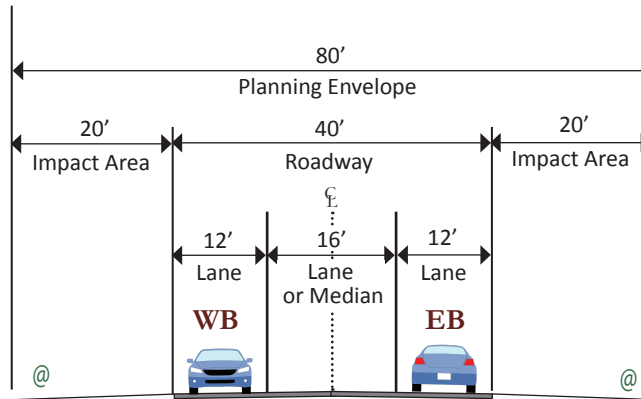 80’
Planning Envelope
20’
40’
20’
Impact Area
Roadway
Impact Area
℄
12’
16’
12’
Lane
Lane
or Median
Lane
WB
EB
@
@